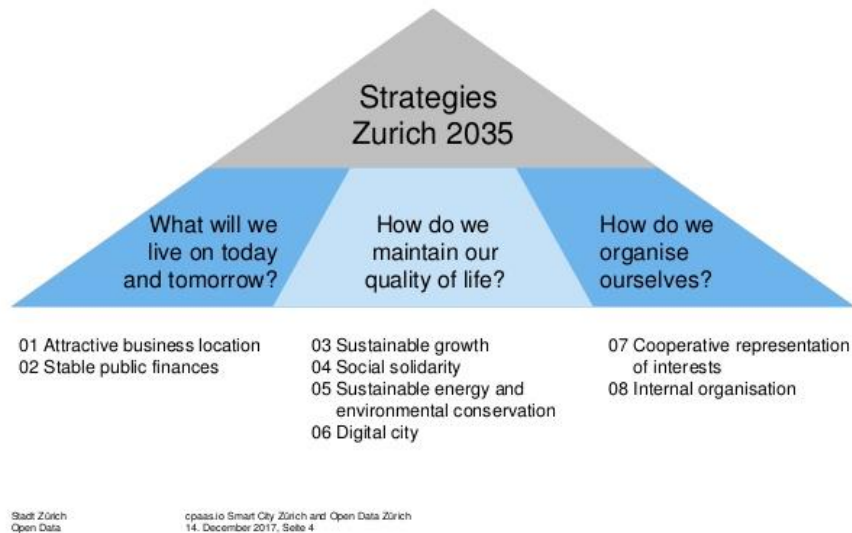 Strategies
Zurich 2035
What will we
live on today
and tomorrow?
How do we
maintain our
quality of life?
How do we
organise
ourselves?
01 Attractive business location
02 Stable public finances
03 Sustainable growth
04 Social solidarity
05 Sustainable energy and
environmental conservation
06 Digital city
07 Cooperative representation
of interests
08 Internal organisation
Stadt Zürich
Open Data
cpaas.io Smart City Zürich and Open Data Zürich
14. December 2017, Seite 4